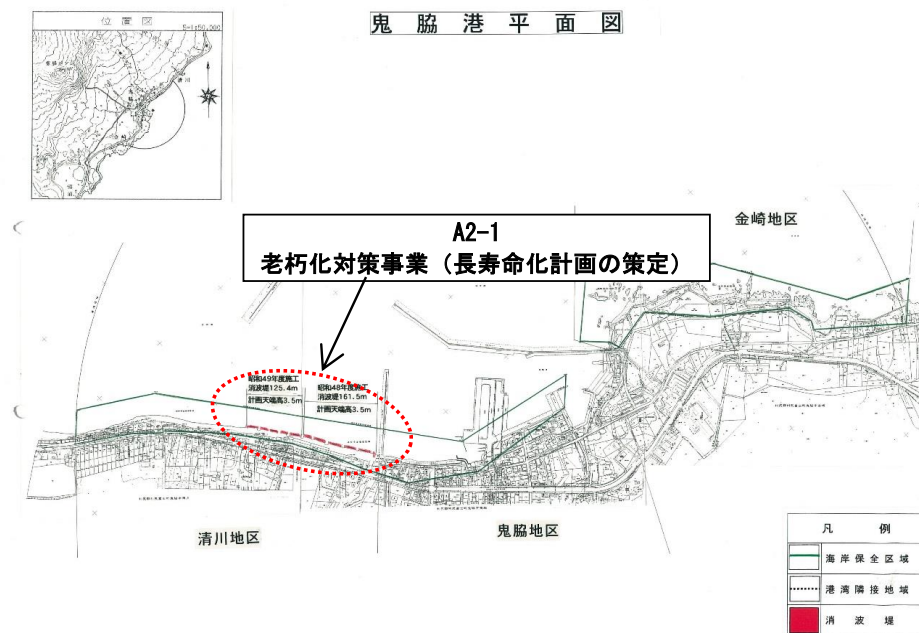 位置図
S=1:50,000
鬼脇港平面図
A2-1
老朽化対策事業(長寿命化計画の策定)
金崎地区
昭和49年度施工
消波堤125.4m
計画天端高3.5m
昭和48年度施工
消波堤161.5m
計画天端高3.5m
清川地区
鬼脇地区
凡例
海岸保全区域
港湾隣接地域
消波堤